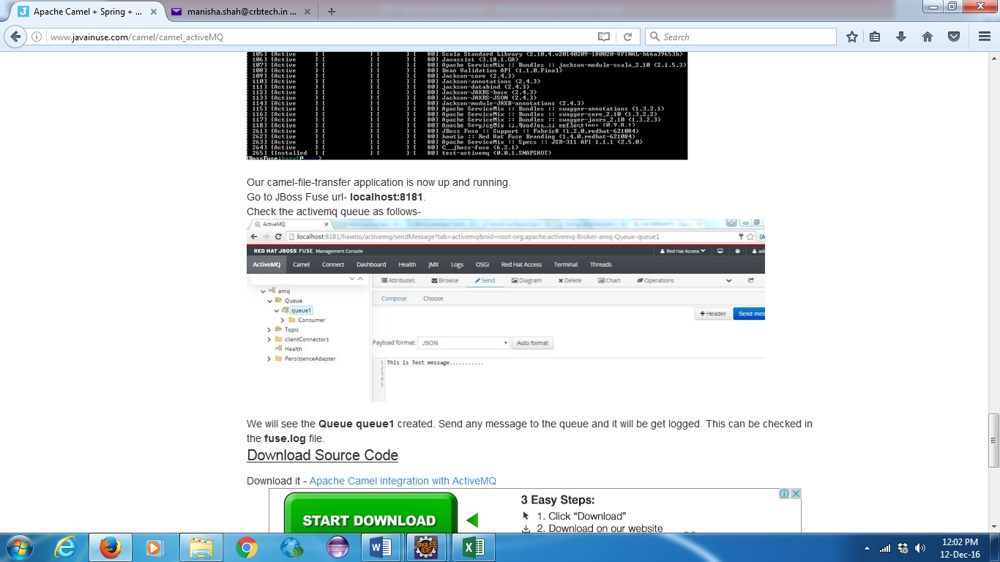 Apache Camel + Spring + ...
manisha.shah@crbtech.in ...
www.javainuse.com/camel/camel_activeMQ
Search
[ 105] [Active ] [ ] [ ] [ 80] Scala Standard Library (2.10.4.v20140209-180020-VFINAL-b66a39653b)
[ 106] [Active ] [ ] [ ] [ 80] Javassist (3.18.1.GA)
[ 107] [Active ] [ ] [ ] [ 80] Apache ServiceMix :: Bundles :: jackson-module-scala_2.10 (2.1.5.3)
[ 108] [Active ] [ ] [ ] [ 80] Bean Validation API (1.1.0.Final)
[ 109] [Active ] [ ] [ ] [ 80] Jackson-core (2.4.3)
[ 110] [Active ] [ ] [ ] [ 80] Jackson-annotations (2.4.3)
[ 111] [Active ] [ ] [ ] [ 80] jackson-databind (2.4.3)
[ 112] [Active ] [ ] [ ] [ 80] Jackson-JAXRS-base (2.4.3)
[ 113] [Active ] [ ] [ ] [ 80] Jackson-JAXRS-JSON (2.4.3)
[ 114] [Active ] [ ] [ ] [ 80] Jackson-module-JAXB-annotations (2.4.3)
[ 115] [Active ] [ ] [ ] [ 80] Apache ServiceMix :: Bundles :: swagger-annotations (1.3.2.1)
[ 116] [Active ] [ ] [ ] [ 80] Apache ServiceMix :: Bundles :: swagger-core_2.10 (1.3.2.2)
[ 117] [Active ] [ ] [ ] [ 80] Apache ServiceMix :: Bundles :: swagger-jaxrs_2.10 (1.3.2.3)
[ 118] [Active ] [ ] [ ] [ 80] Apache ServiceMix :: Bundles :: reflections (0.9.8.1)
[ 261] [Active ] [ ] [ ] [ 80] JBoss Fuse :: Support :: Fabric8 (1.2.0.redhat-621084)
[ 262] [Active ] [ ] [ ] [ 80] hawtio :: Red Hat Fuse Branding (1.4.0.redhat-621084)
[ 263] [Active ] [ ] [ ] [ 80] Apache ServiceMix :: Specs :: JSR-311 API 1.1.1 (2.5.0)
[ 264] [Active ] [ ] [ ] [ 80] C__jboss-fuse (6.2.1)
[ 265] [Installed ] [ ] [ ] [ 80] test-activemq (0.0.1.SNAPSHOT)
JBossFuse:karaf@
Our camel-file-transfer application is now up and running.
Go to JBoss Fuse url- localhost:8181.
Check the activemq queue as follows-
ActiveMQ
localhost:8181/hawtio/activemq/sendMessage?tab=activemq&nid=root-org.apache.activemq-Broker-amq-Queue-queue1
RED HAT JBOSS FUSE Management Console Red Hat Access
ActiveMQ Camel Connect Dashboard Health JMX Logs OSGi Red Hat Access Terminal Threads
Attributes Browse Send Diagram Delete Chart Operations
amq
Queue
queue1
Consumer
Topic
clientConnectors
Health
PersistenceAdapter
Compose Choose
+ Header Send mes
Payload format: JSON Auto format
1 This is Test message...........
2
3
4
5
We will see the Queue queue1 created. Send any message to the queue and it will be get logged. This can be checked in
the fuse.log file.
Download Source Code
Download it - Apache Camel integration with ActiveMQ
START DOWNLOAD
3 Easy Steps:
1. Click “Download”
2. Download on our website
Java EE
IDE
12:02 PM
12-Dec-16